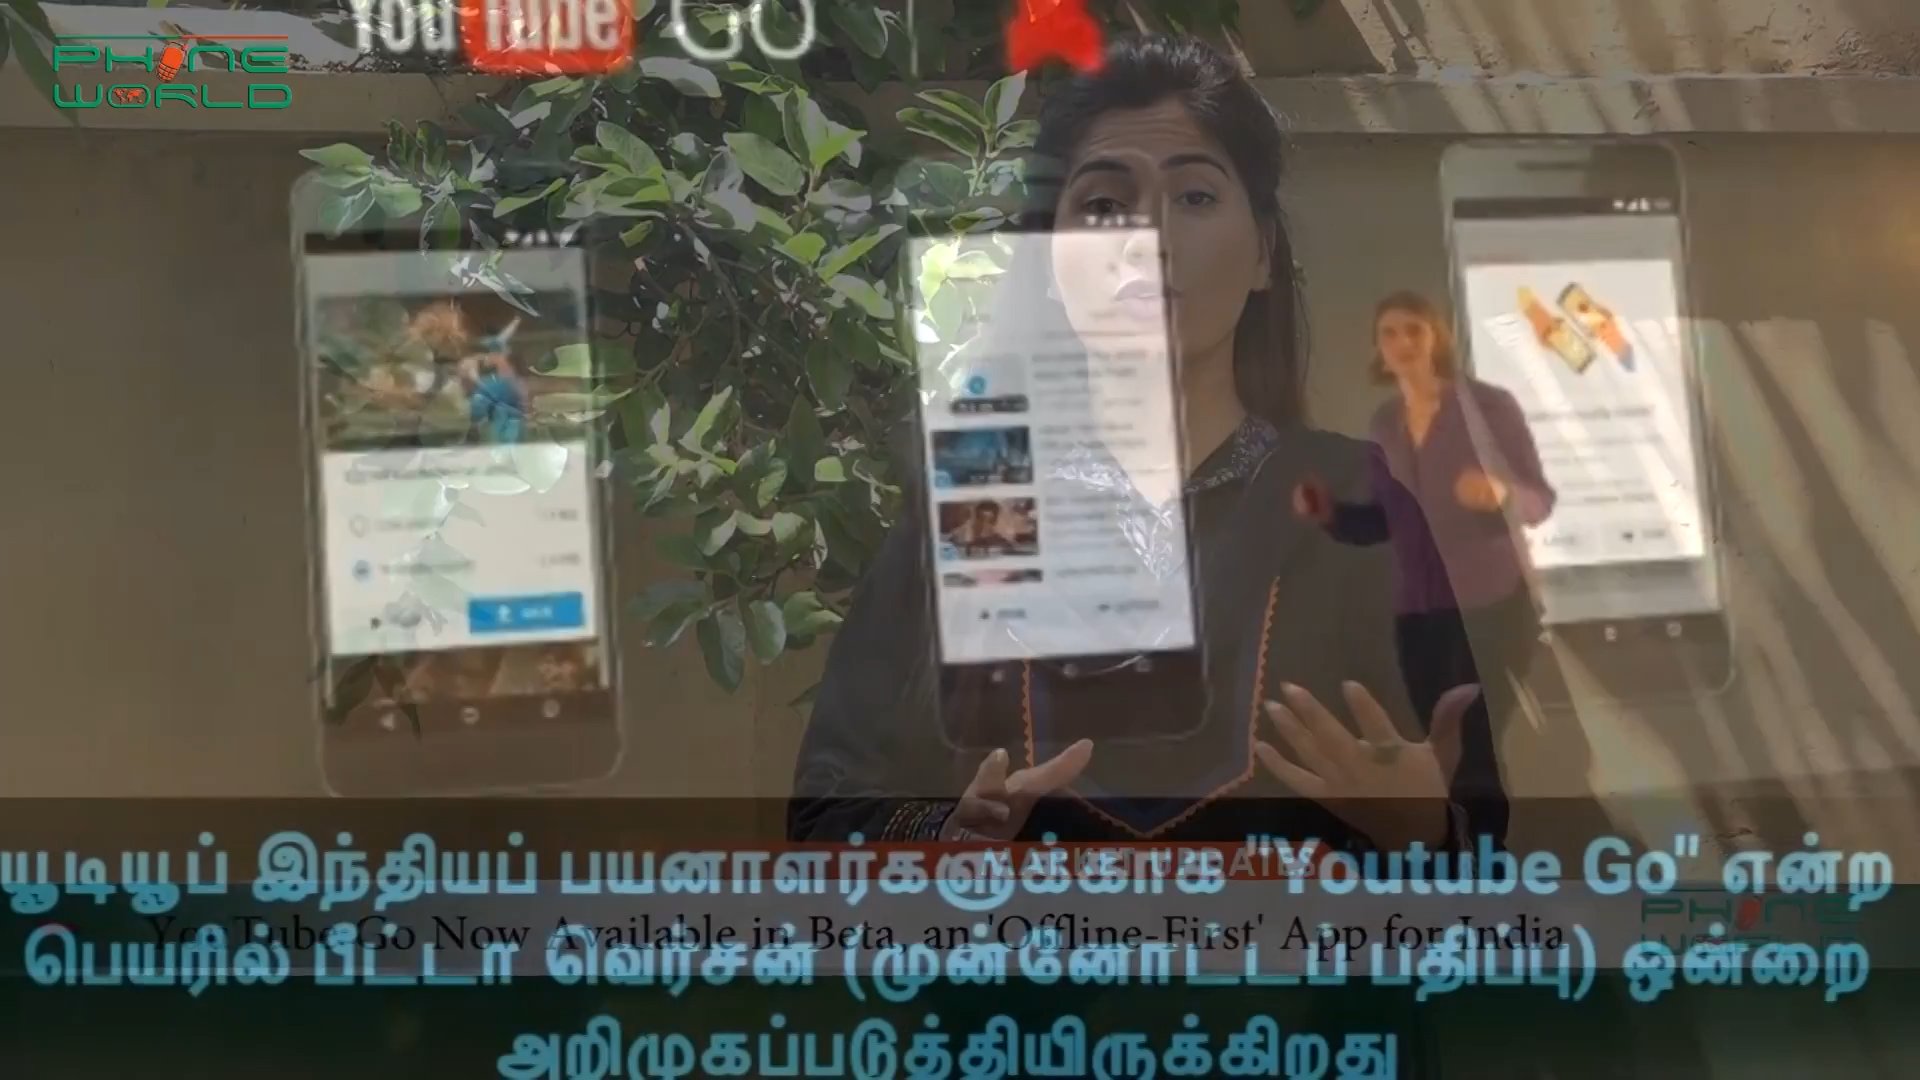 YouTube GO
PHONE
WORLD
MARKET UPDATES
யூடியூப் இந்தியப் பயனாளர்களுக்காக "Youtube Go" என்ற
YouTube Go Now Available in Beta, an 'Offline-First' App for India
PHONE
பெயரில் பீட்டா வெர்சன் (முன்னோட்டப் பதிப்பு) ஒன்றை
அறிமுகப்படுத்தியிருக்கிறது